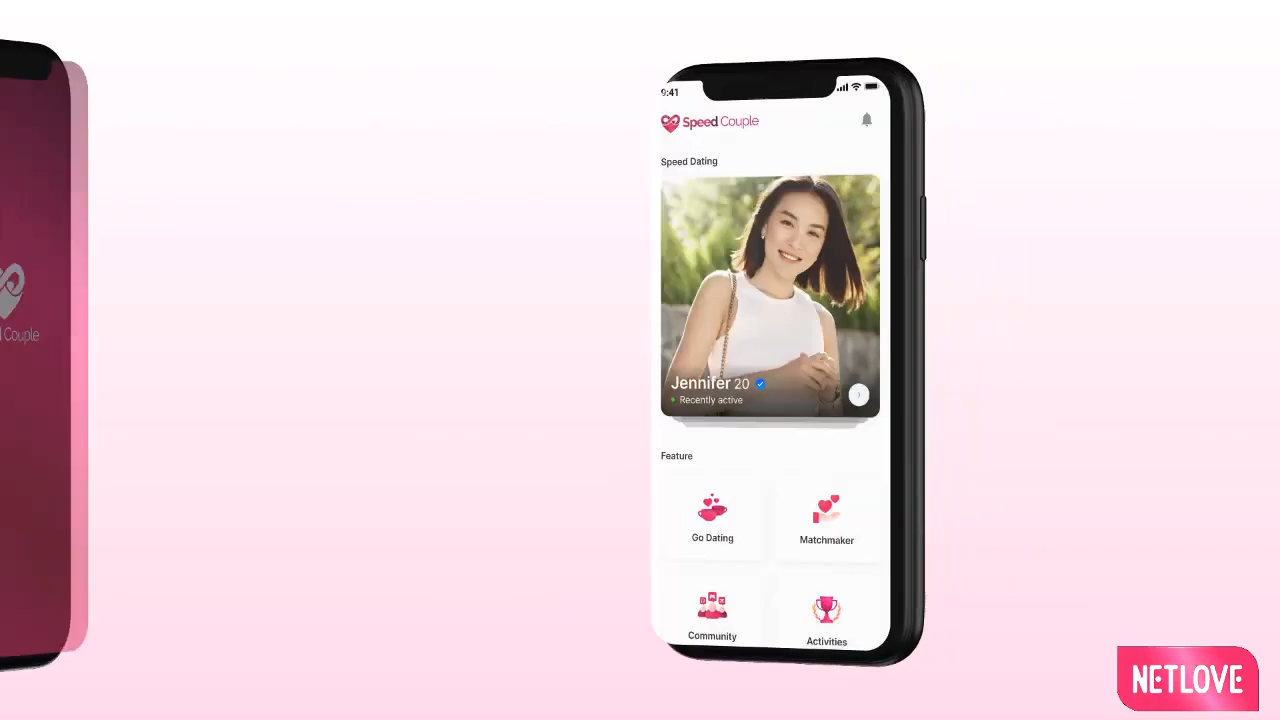 9:41
Speed Couple
Speed Dating
Jennifer 20
Recently active
Feature
Go Dating
Matchmaker
Community
Activities
Couple
NETLOVE